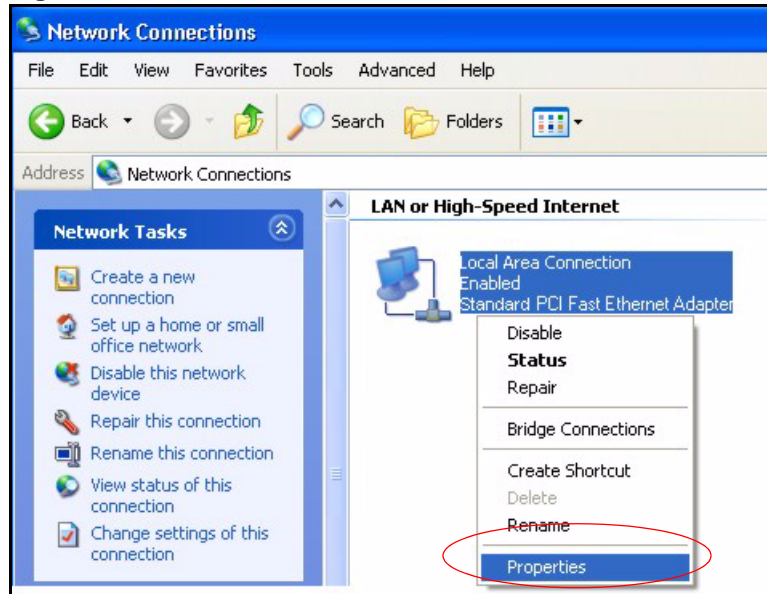 Network Connections
File Edit View Favorites Tools Advanced Help
Back Search Folders
Address Network Connections
Network Tasks
Create a new
connection
Set up a home or small
office network
Disable this network
device
Repair this connection
Rename this connection
View status of this
connection
Change settings of this
connection
LAN or High-Speed Internet
Local Area Connection
Enabled
Standard PCI Fast Ethernet Adapter
Disable
Status
Repair
Bridge Connections
Create Shortcut
Delete
Rename
Properties